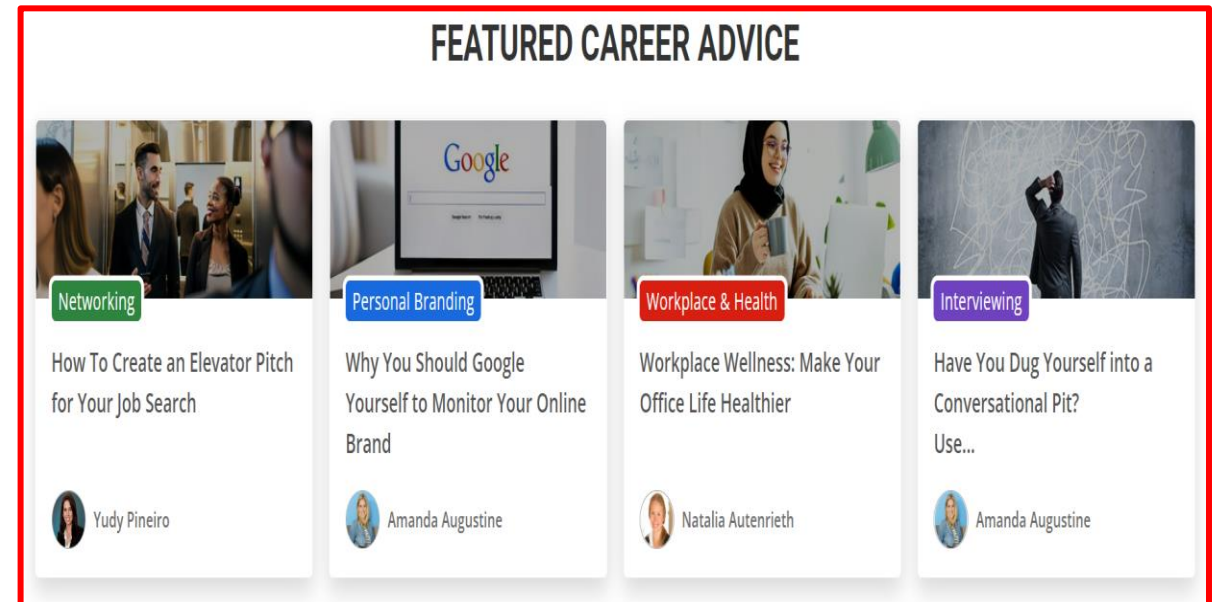 FEATURED CAREER ADVICE
Google
Networking
How To Create an Elevator Pitch
for Your Job Search
Yudy Pineiro
Personal Branding
Why You Should Google
Yourself to Monitor Your Online
Brand
Amanda Augustine
Workplace & Health
Workplace Wellness: Make Your
Office Life Healthier
Natalia Autenrieth
Interviewing
Have You Dug Yourself into a
Conversational Pit?
Use...
Amanda Augustine